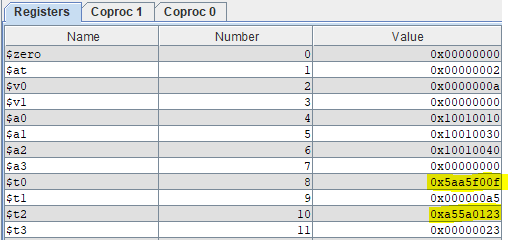 Registers Coproc 1 Coproc 0
Name Number Value
$zero 0 0x00000000
$at 1 0x00000002
$v0 2 0x0000000a
$v1 3 0x00000000
$a0 4 0x10010010
$a1 5 0x10010030
$a2 6 0x10010040
$a3 7 0x00000000
$t0 8 0x5aa5f00f
$t1 9 0x000000a5
$t2 10 0xa55a0123
$t3 11 0x00000023